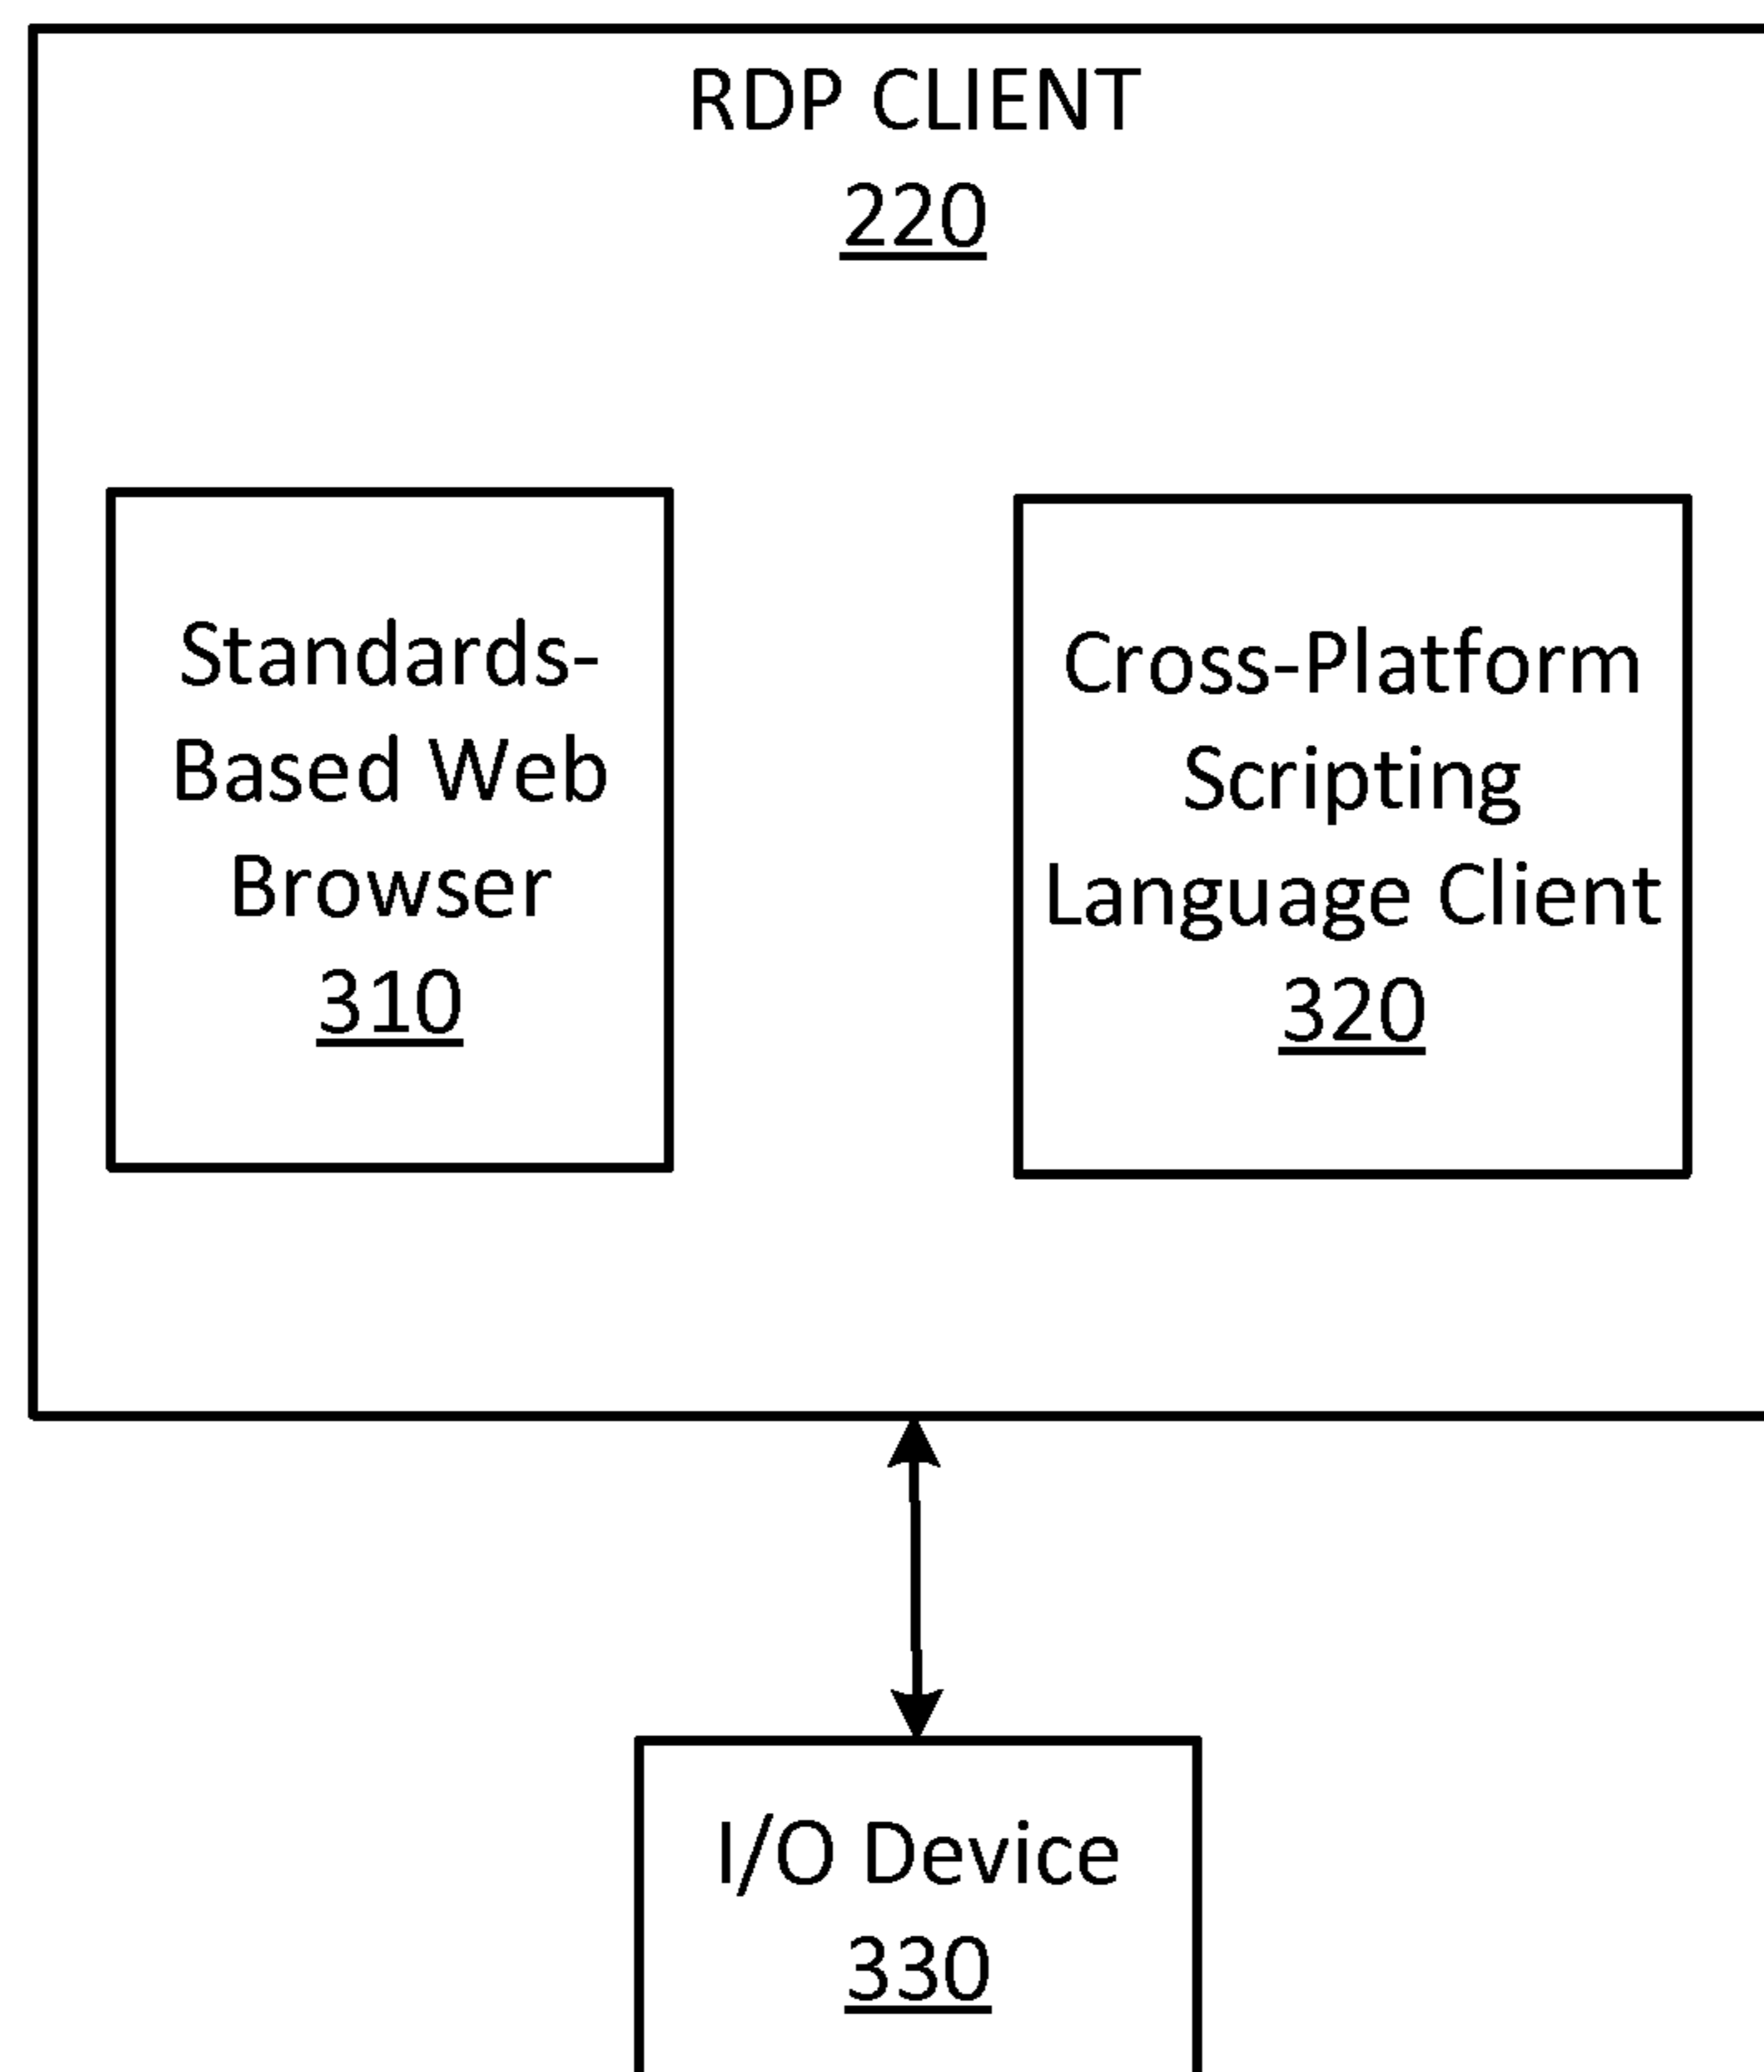 RDP CLIENT
220
Standards-
Based Web
Browser
310
Cross-Platform
Scripting
Language Client
320
I/O Device
330